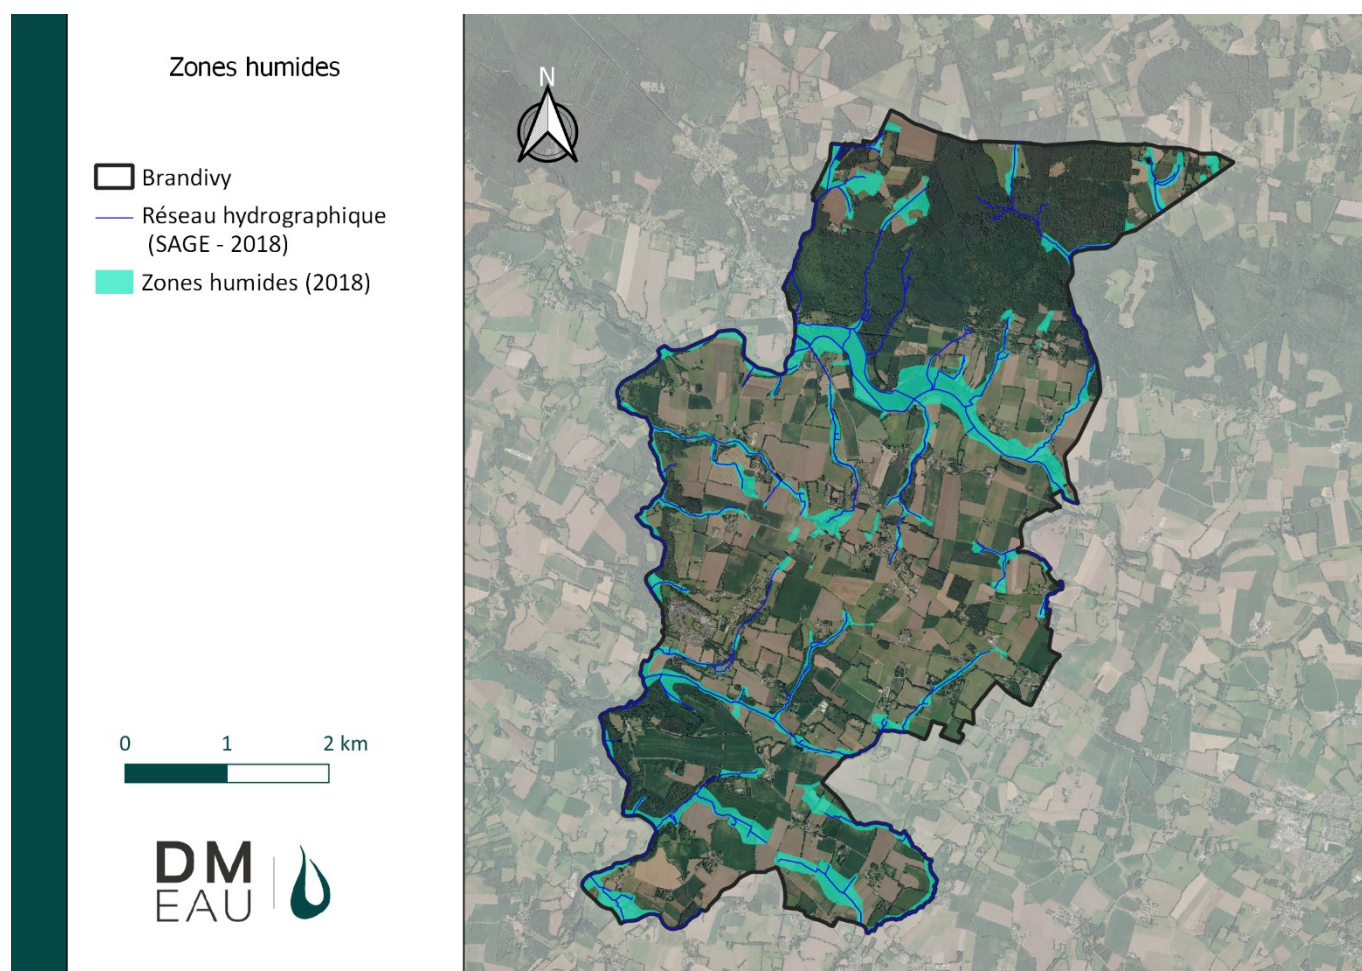 Zones humides
N
Brandivy
Réseau hydrographique
(SAGE - 2018)
Zones humides (2018)
0 1 2 km
DM
EAU